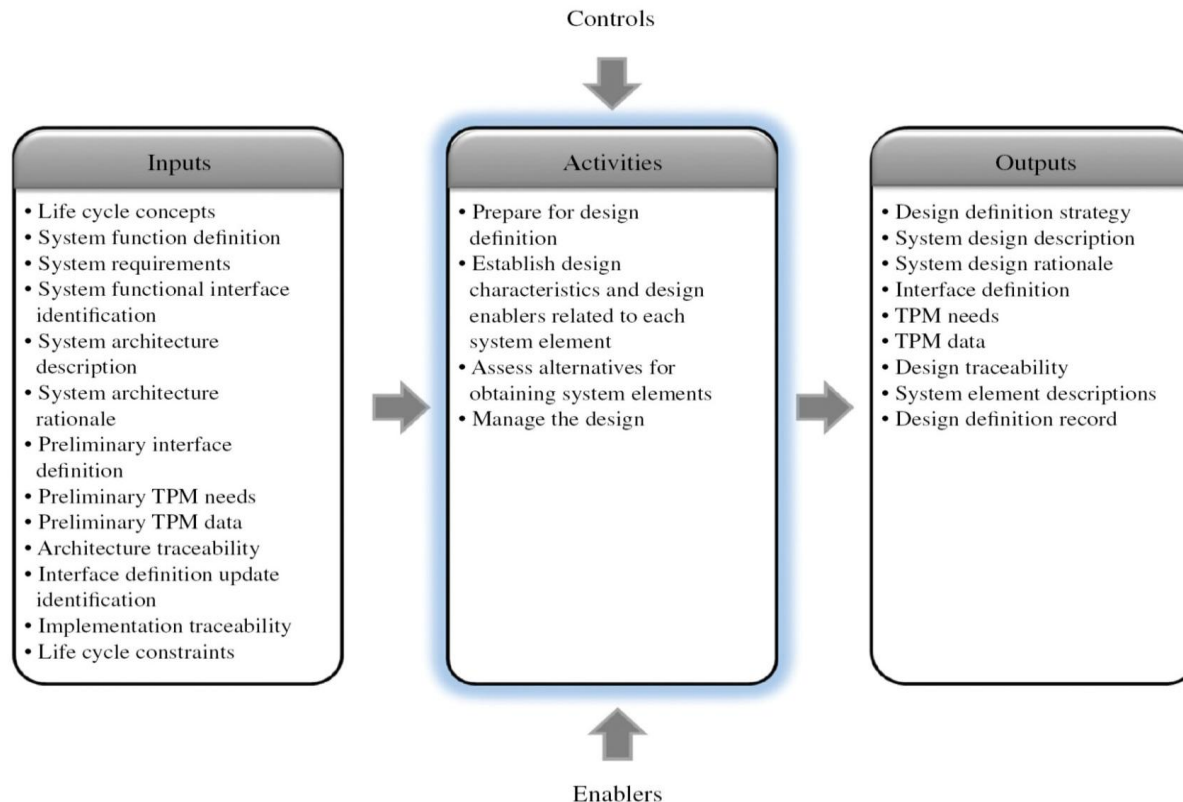 Controls
Inputs
• Life cycle concepts
• System function definition
• System requirements
• System functional interface
identification
• System architecture
description
• System architecture
rationale
• Preliminary interface
definition
• Preliminary TPM needs
• Preliminary TPM data
• Architecture traceability
• Interface definition update
identification
• Implementation traceability
• Life cycle constraints
Activities
• Prepare for design
definition
• Establish design
characteristics and design
enablers related to each
system element
• Assess alternatives for
obtaining system elements
• Manage the design
Outputs
• Design definition strategy
• System design description
• System design rationale
• Interface definition
• TPM needs
• TPM data
• Design traceability
• System element descriptions
• Design definition record
Enablers